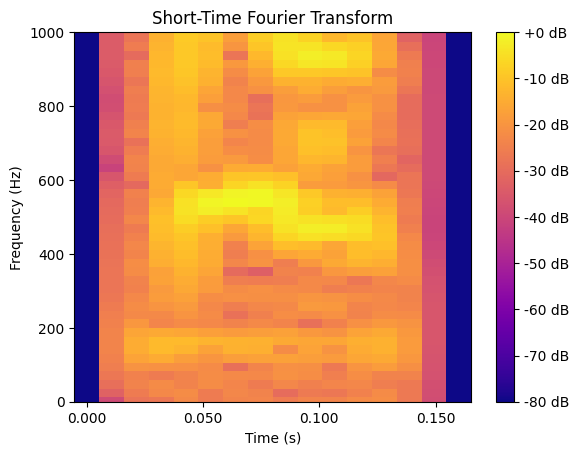 Short-Time Fourier Transform
1000
800
600
400
200
0
Frequency (Hz)
0.000
0.050
0.100
0.150
Time (s)
+0 dB
-10 dB
-20 dB
-30 dB
-40 dB
-50 dB
-60 dB
-70 dB
-80 dB